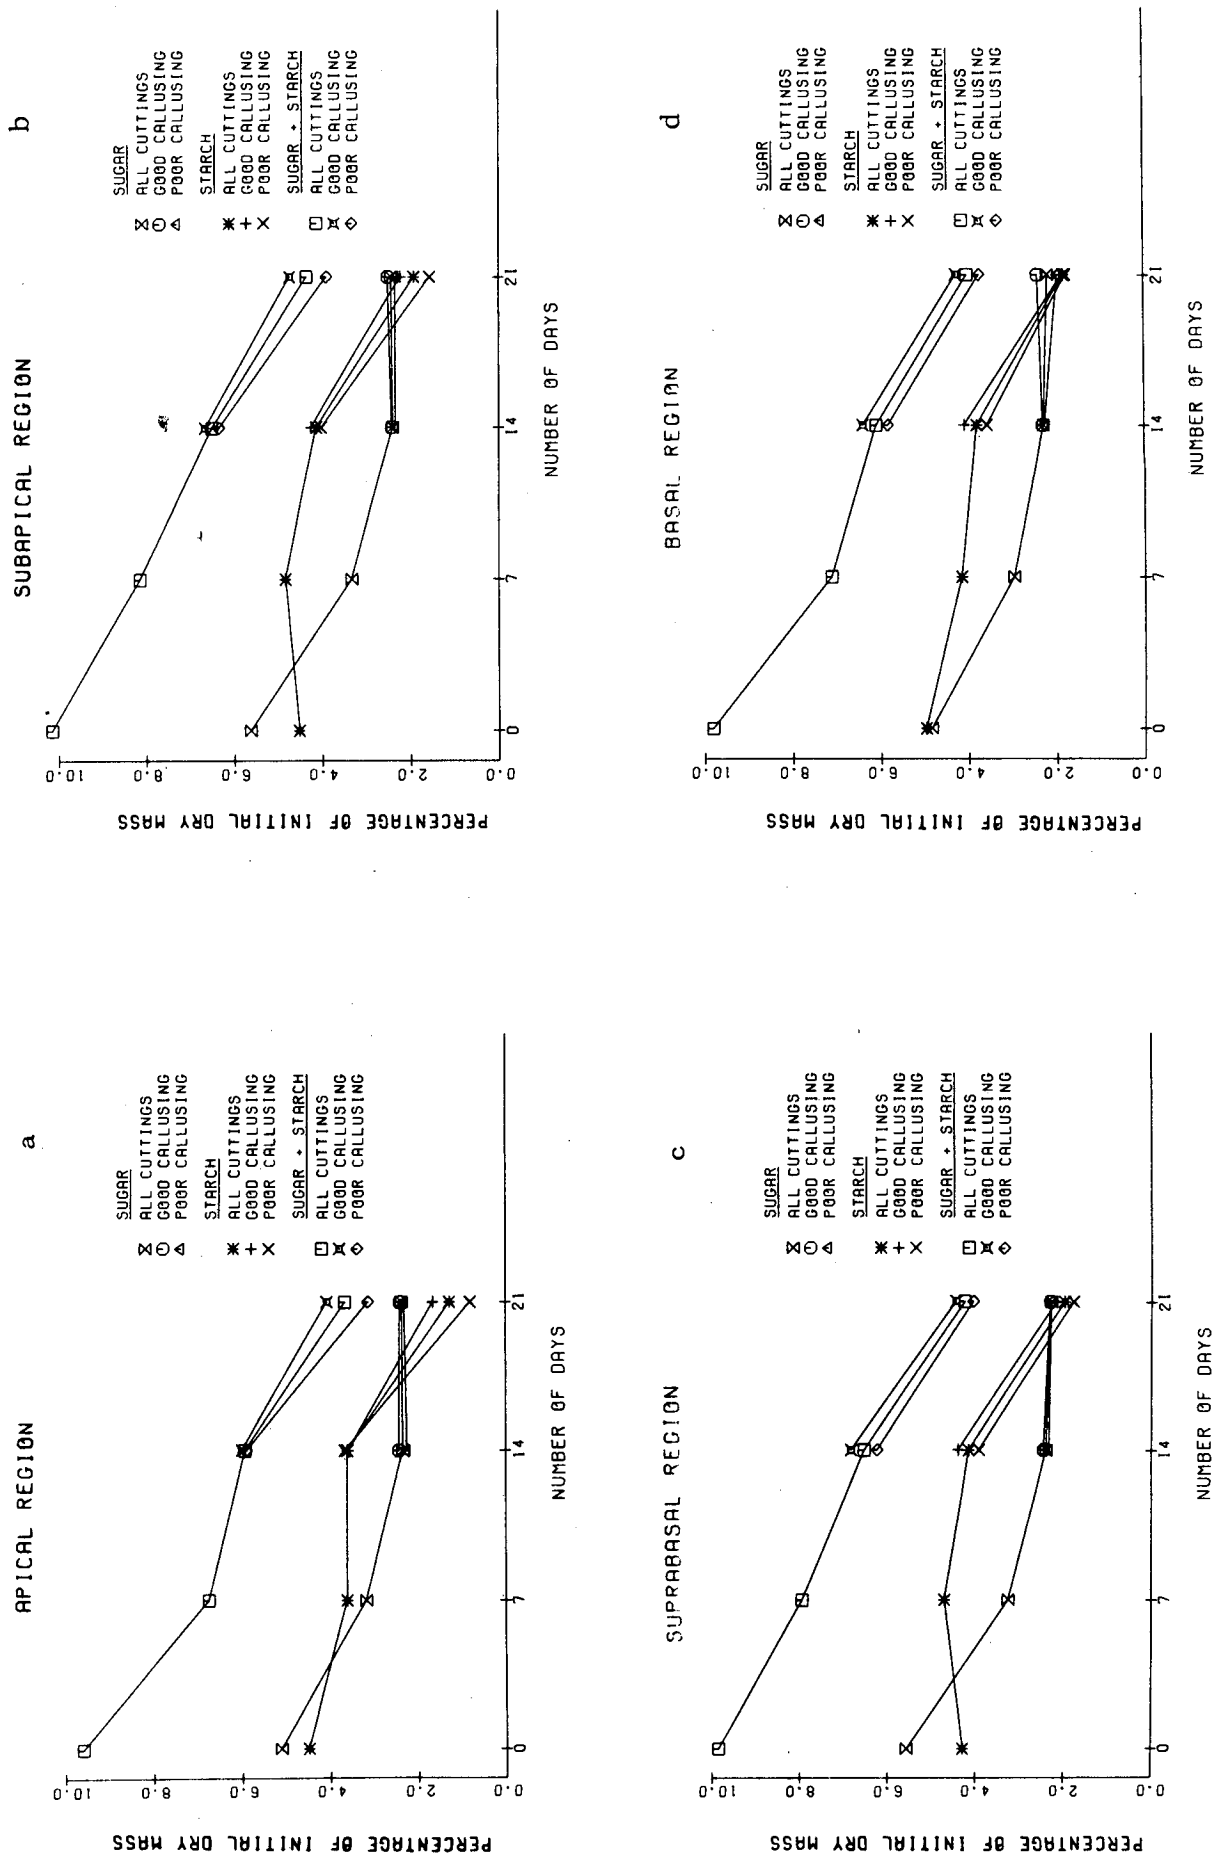 a
APICAL REGION
SUGAR
ALL CUTTINGS
GOOD CALLUSING
POOR CALLUSING
STARCH
ALL CUTTINGS
GOOD CALLUSING
POOR CALLUSING
SUGAR + STARCH
ALL CUTTINGS
GOOD CALLUSING
POOR CALLUSING
PERCENTAGE OF INITIAL DRY MASS
10.0
8.0
6.0
4.0
2.0
0.0
0 7 14 21
NUMBER OF DAYS
b
SUBAPICAL REGION
SUGAR
ALL CUTTINGS
GOOD CALLUSING
POOR CALLUSING
STARCH
ALL CUTTINGS
GOOD CALLUSING
POOR CALLUSING
SUGAR + STARCH
ALL CUTTINGS
GOOD CALLUSING
POOR CALLUSING
PERCENTAGE OF INITIAL DRY MASS
10.0
8.0
6.0
4.0
2.0
0.0
0 7 14 21
NUMBER OF DAYS
c
SUPRABASAL REGION
SUGAR
ALL CUTTINGS
GOOD CALLUSING
POOR CALLUSING
STARCH
ALL CUTTINGS
GOOD CALLUSING
POOR CALLUSING
SUGAR + STARCH
ALL CUTTINGS
GOOD CALLUSING
POOR CALLUSING
PERCENTAGE OF INITIAL DRY MASS
10.0
8.0
6.0
4.0
2.0
0.0
0 7 14 21
NUMBER OF DAYS
d
BASAL REGION
SUGAR
ALL CUTTINGS
GOOD CALLUSING
POOR CALLUSING
STARCH
ALL CUTTINGS
GOOD CALLUSING
POOR CALLUSING
SUGAR + STARCH
ALL CUTTINGS
GOOD CALLUSING
POOR CALLUSING
PERCENTAGE OF INITIAL DRY MASS
10.0
8.0
6.0
4.0
2.0
0.0
0 7 14 21
NUMBER OF DAYS